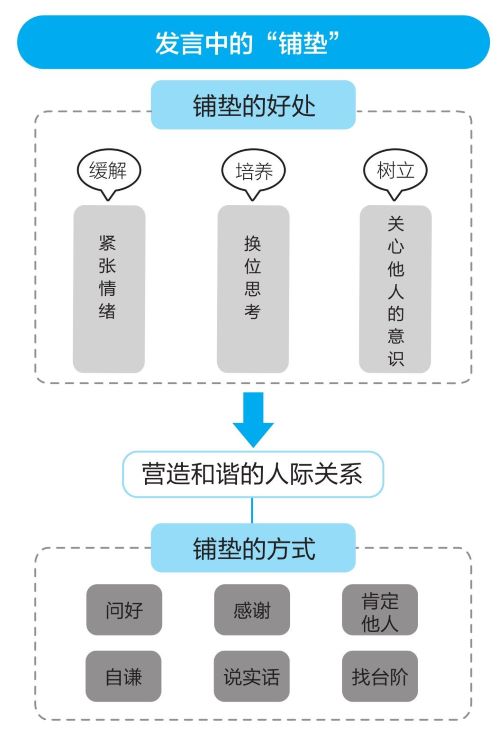 发言中的“铺垫”
铺垫的好处
缓解
培养
树立
紧张情绪
换位思考
关心他人的意识
营造和谐的人际关系
铺垫的方式
问好
感谢
肯定
他人
自谦
说实话
找台阶